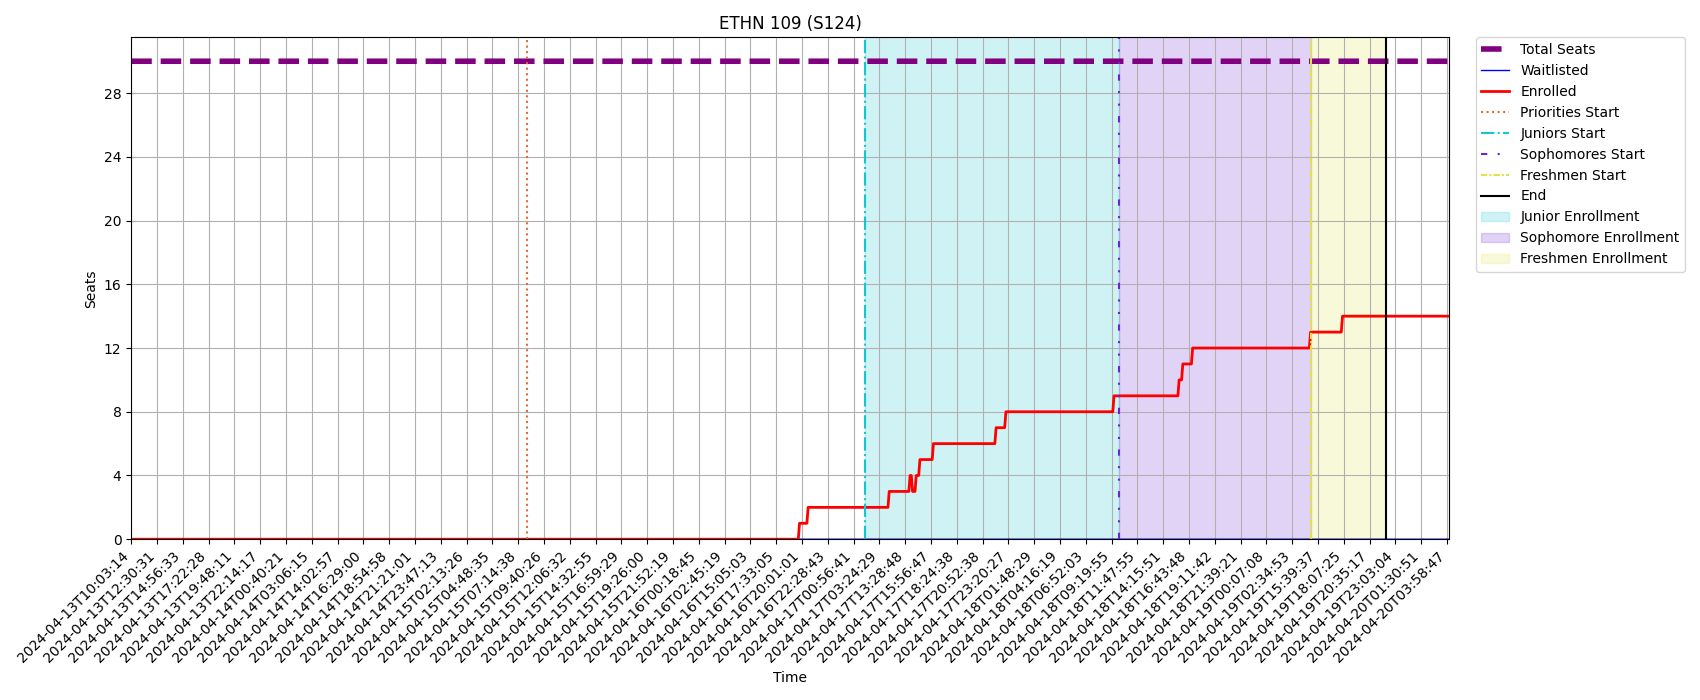 ETHN 109 (S124)
Seats
28
24
20
16
12
8
4
0
2024-04-13T10:03:14
2024-04-13T12:30:31
2024-04-13T14:56:33
2024-04-13T17:22:28
2024-04-13T19:48:11
2024-04-13T22:14:17
2024-04-14T00:40:21
2024-04-14T03:06:15
2024-04-14T14:02:57
2024-04-14T16:29:00
2024-04-14T18:54:58
2024-04-14T21:21:01
2024-04-14T23:47:13
2024-04-15T02:13:26
2024-04-15T04:48:35
2024-04-15T07:14:38
2024-04-15T09:40:26
2024-04-15T12:06:32
2024-04-15T14:32:55
2024-04-15T16:59:29
2024-04-15T19:26:00
2024-04-15T21:52:19
2024-04-16T00:18:45
2024-04-16T02:45:19
2024-04-16T15:05:03
2024-04-16T17:33:05
2024-04-16T20:01:01
2024-04-16T22:28:43
2024-04-17T00:56:41
2024-04-17T03:24:29
2024-04-17T13:28:48
2024-04-17T15:56:47
2024-04-17T18:24:38
2024-04-17T20:52:38
2024-04-17T23:20:27
2024-04-18T01:48:29
2024-04-18T04:16:19
2024-04-18T06:52:03
2024-04-18T09:19:55
2024-04-18T11:47:55
2024-04-18T14:15:51
2024-04-18T16:43:48
2024-04-18T19:11:42
2024-04-18T21:39:21
2024-04-19T00:07:08
2024-04-19T02:34:53
2024-04-19T15:39:37
2024-04-19T18:07:25
2024-04-19T20:35:17
2024-04-19T23:03:04
2024-04-20T01:30:51
2024-04-20T03:58:47
Time
Total Seats
Waitlisted
Enrolled
Priorities Start
Juniors Start
Sophomores Start
Freshmen Start
End
Junior Enrollment
Sophomore Enrollment
Freshmen Enrollment